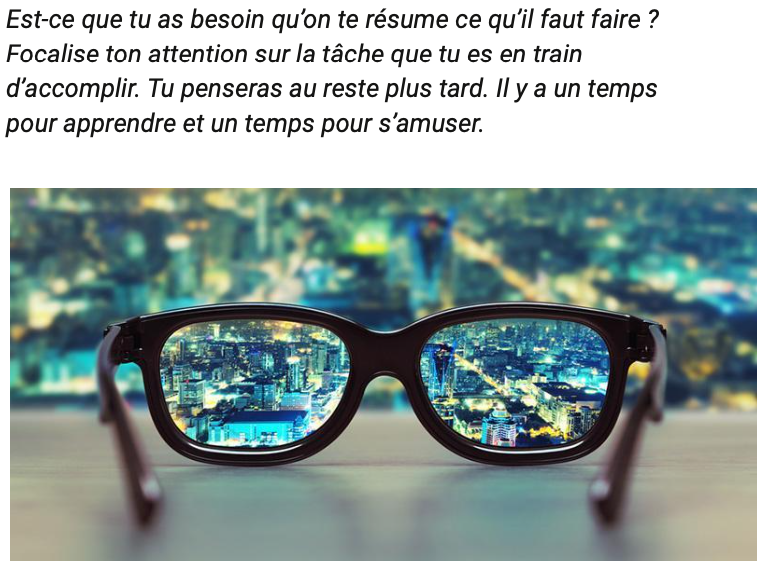 Est-ce que tu as besoin qu’on te résume ce qu’il faut faire ?
Focalise ton attention sur la tâche que tu es en train
d’accomplir. Tu penseras au reste plus tard. Il y a un temps
pour apprendre et un temps pour s’amuser.